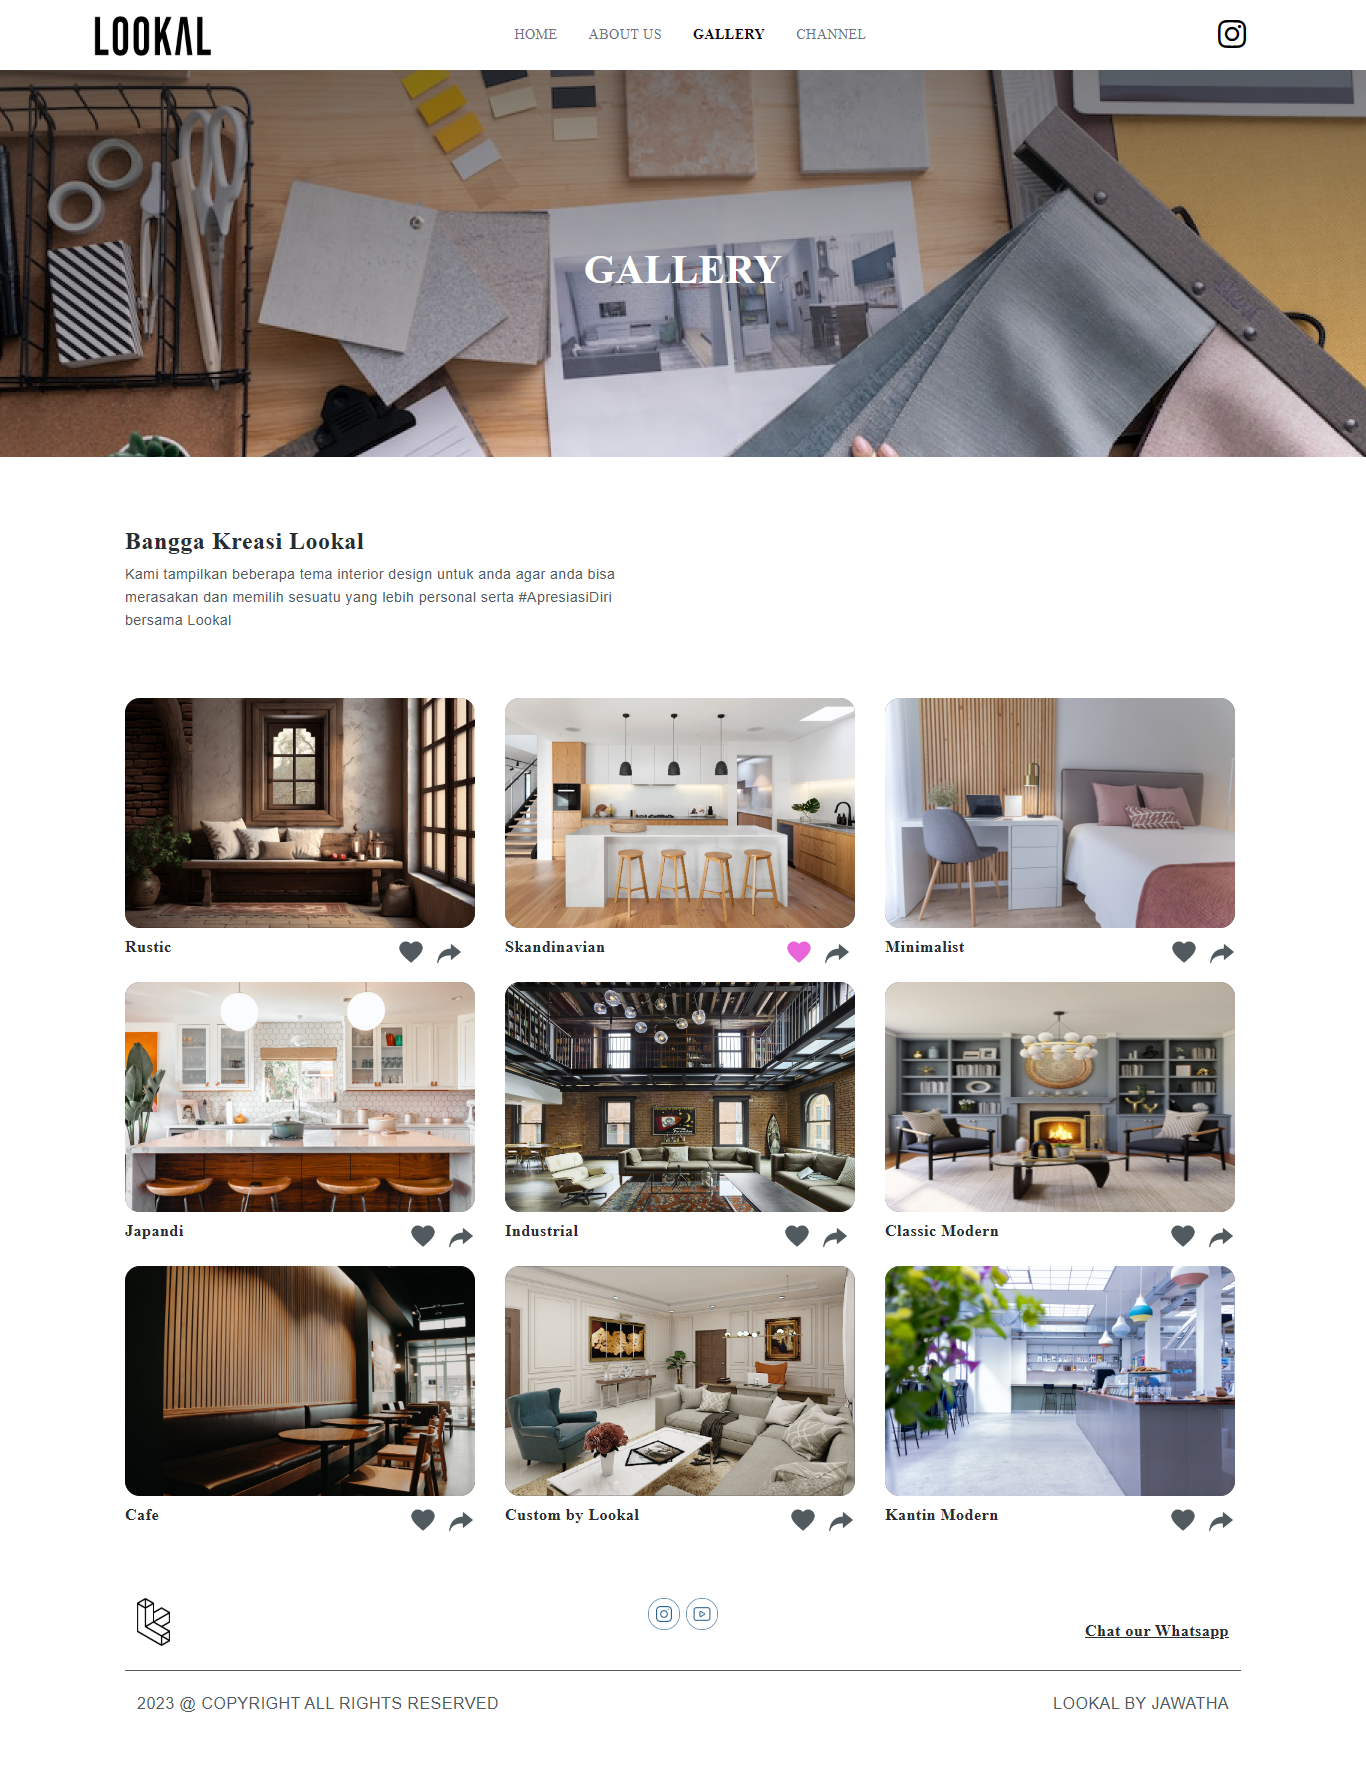 LOOKAL
HOME
ABOUT US
GALLERY
CHANNEL
GALLERY
Bangga Kreasi Lookal
Kami tampilkan beberapa tema interior design untuk anda agar anda bisa
merasakan dan memilih sesuatu yang lebih personal serta #ApresiasiDiri
bersama Lookal
Rustic
Skandinavian
Minimalist
Japandi
Industrial
Classic Modern
Cafe
Custom by Lookal
Kantin Modern
Chat our Whatsapp
2023 @ COPYRIGHT ALL RIGHTS RESERVED
LOOKAL BY JAWATHA